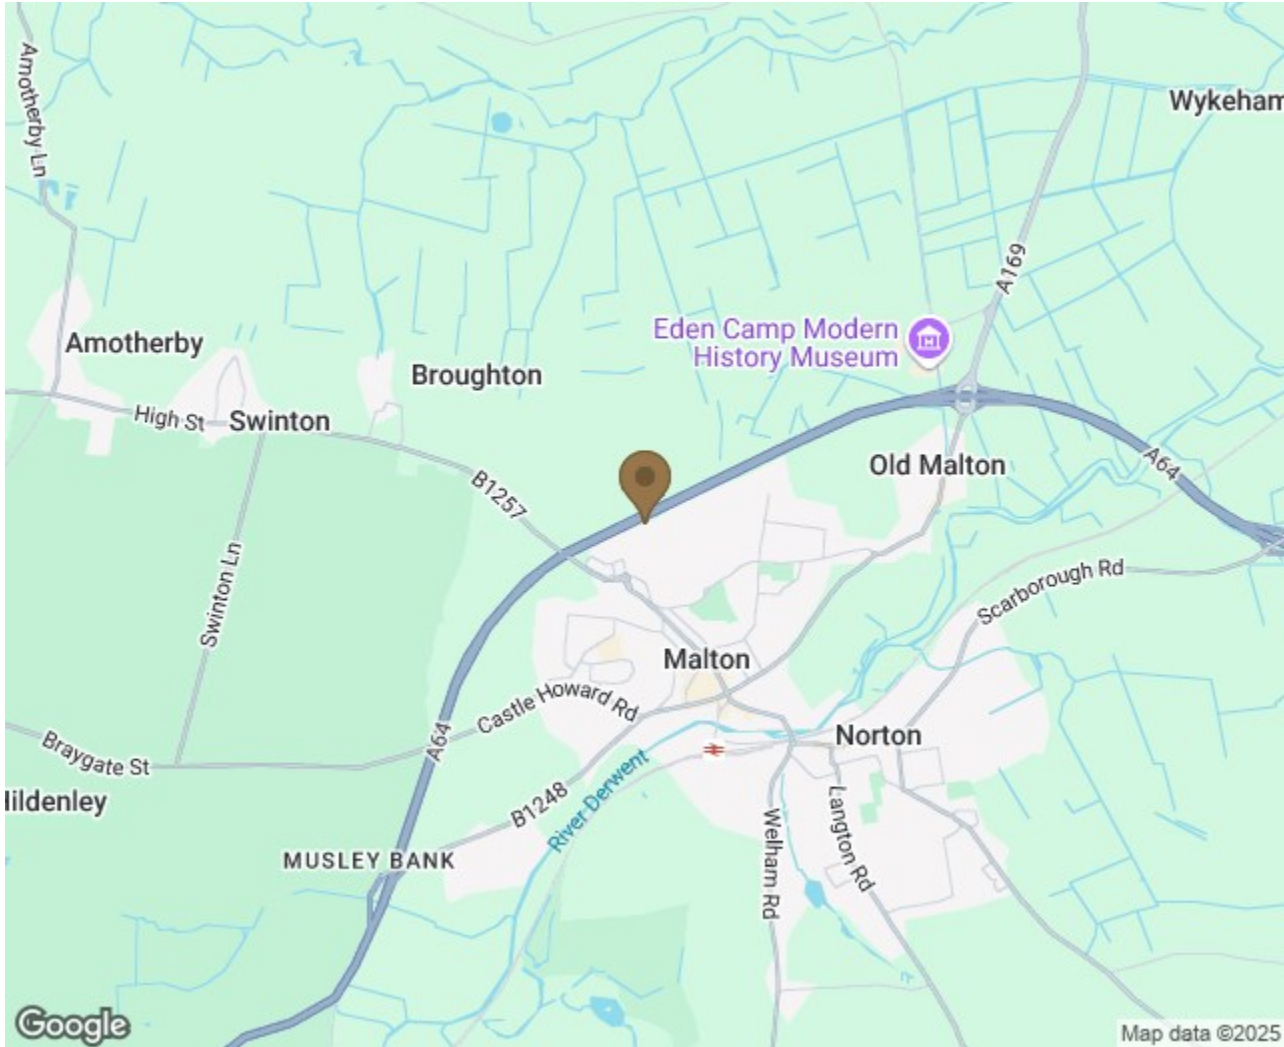 Amotherby Ln
Wykeham
A169
Eden Camp Modern
History Museum
Amotherby
Broughton
High St
Swinton
B1257
Old Malton
A64
Swinton Ln
Scarborough Rd
Malton
Castle Howard Rd
A64
Norton
Braygate St
Hildenley
B1248
River Derwent
Langton Rd
Welham Rd
MUSLEY BANK
Google
Map data ©2025